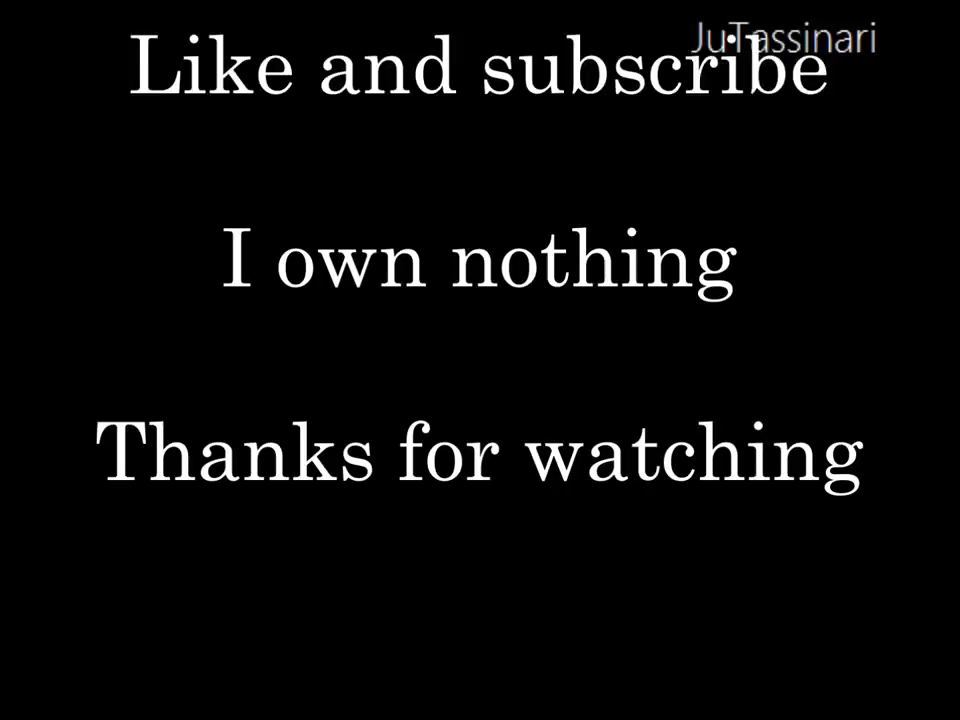 JuTassinari
Like and subscribe
I own nothing
Thanks for watching